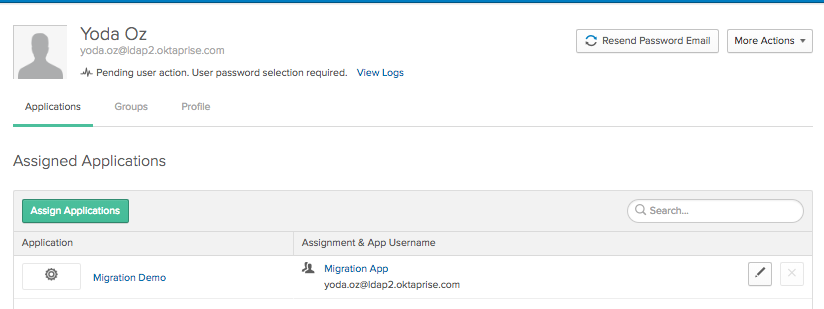 Yoda Oz
yoda.oz@ldap2.oktaprise.com
Pending user action. User password selection required. View Logs
Resend Password Email
More Actions
Applications Groups Profile
Assigned Applications
Assign Applications
Search...
Application Assignment & App Username
Migration Demo
Migration App
yoda.oz@ldap2.oktaprise.com